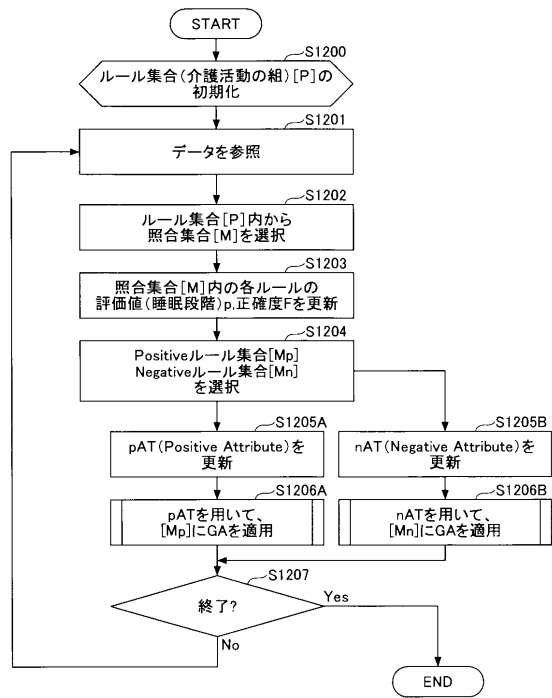 START
S1200
ルール集合(介護活動の組)[P]の
初期化
S1201
データを参照
S1202
ルール集合[P]内から
照合集合[M]を選択
S1203
照合集合[M]内の各ルールの
評価値(睡眠段階)p,正確度Fを更新
S1204
Positiveルール集合[Mp]
Negativeルール集合[Mn]
を選択
S1205A
pAT(Positive Attribute)を
更新
S1205B
nAT(Negative Attribute)を
更新
S1206A
pATを用いて、
[Mp]にGAを適用
S1206B
nATを用いて、
[Mn]にGAを適用
S1207
終了?
Yes
No
END